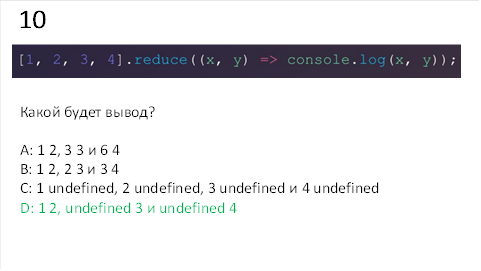 10
[1, 2, 3, 4].reduce((x, y) => console.log(x, y));
Какой будет вывод?
A: 1 2, 3 3 и 6 4
B: 1 2, 2 3 и 3 4
C: 1 undefined, 2 undefined, 3 undefined и 4 undefined
D: 1 2, undefined 3 и undefined 4